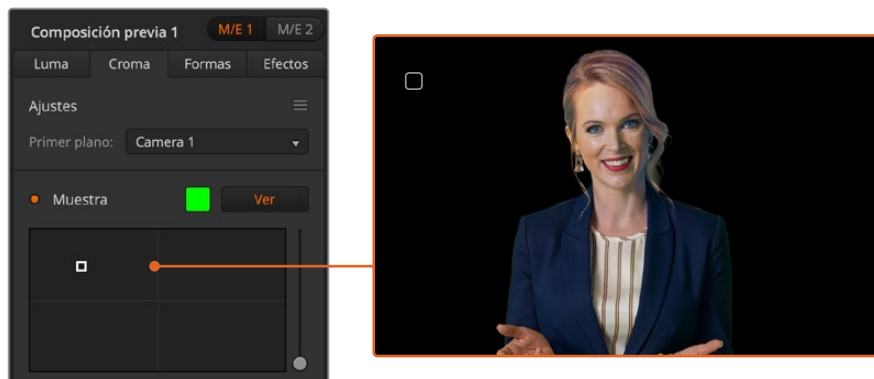 Composición previa 1 M/E 1 M/E 2
Luma Croma Formas Efectos
Ajustes
Primer plano: Camera 1
Muestra Ver